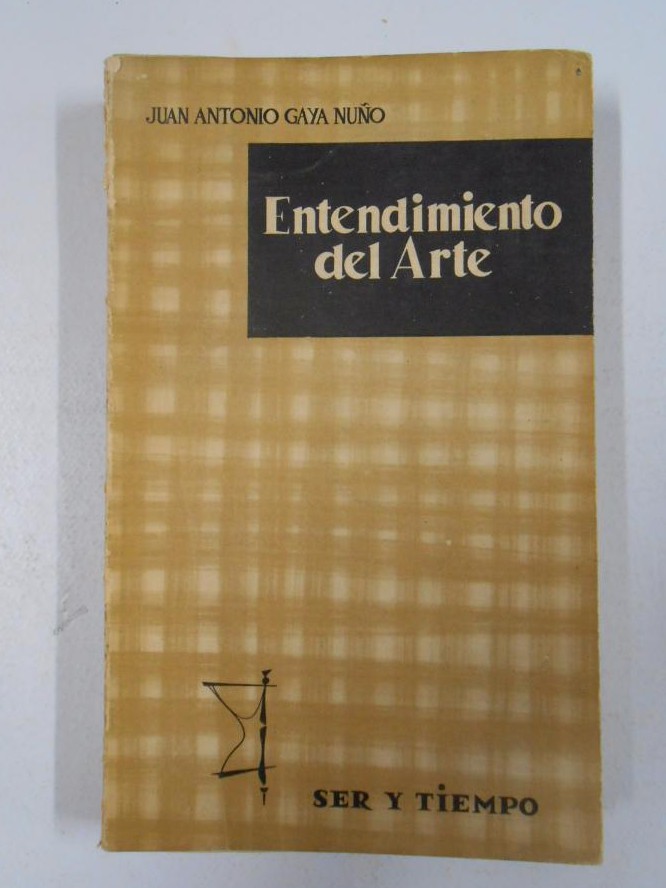 JUAN ANTONIO GAYA NUÑO
Entendimiento
del Arte
SER Y TIEMPO